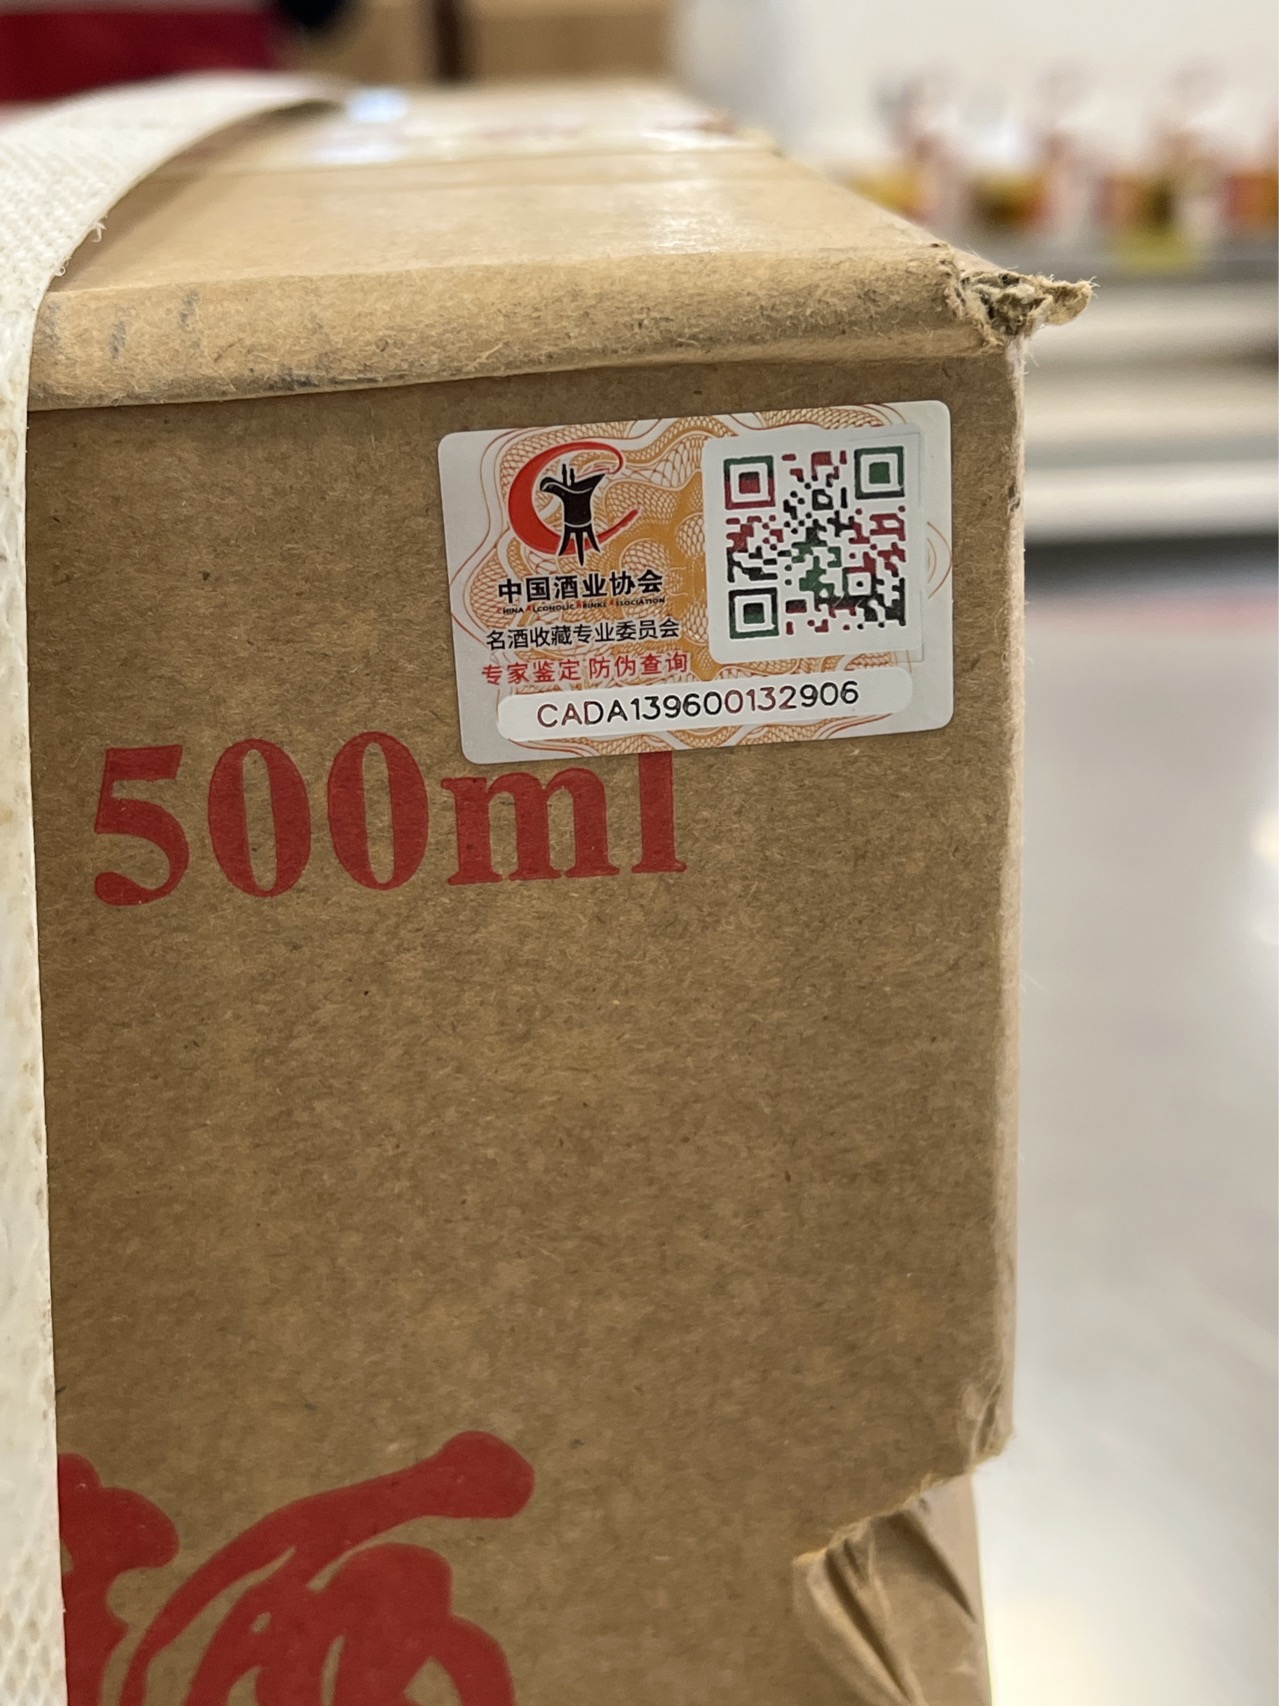 中国酒业协会
CHINA ALCOHOLIC DRINKS ASSOCIATION
名酒收藏专业委员会
专家鉴定 防伪查询
CADA139600132906
500ml
酒